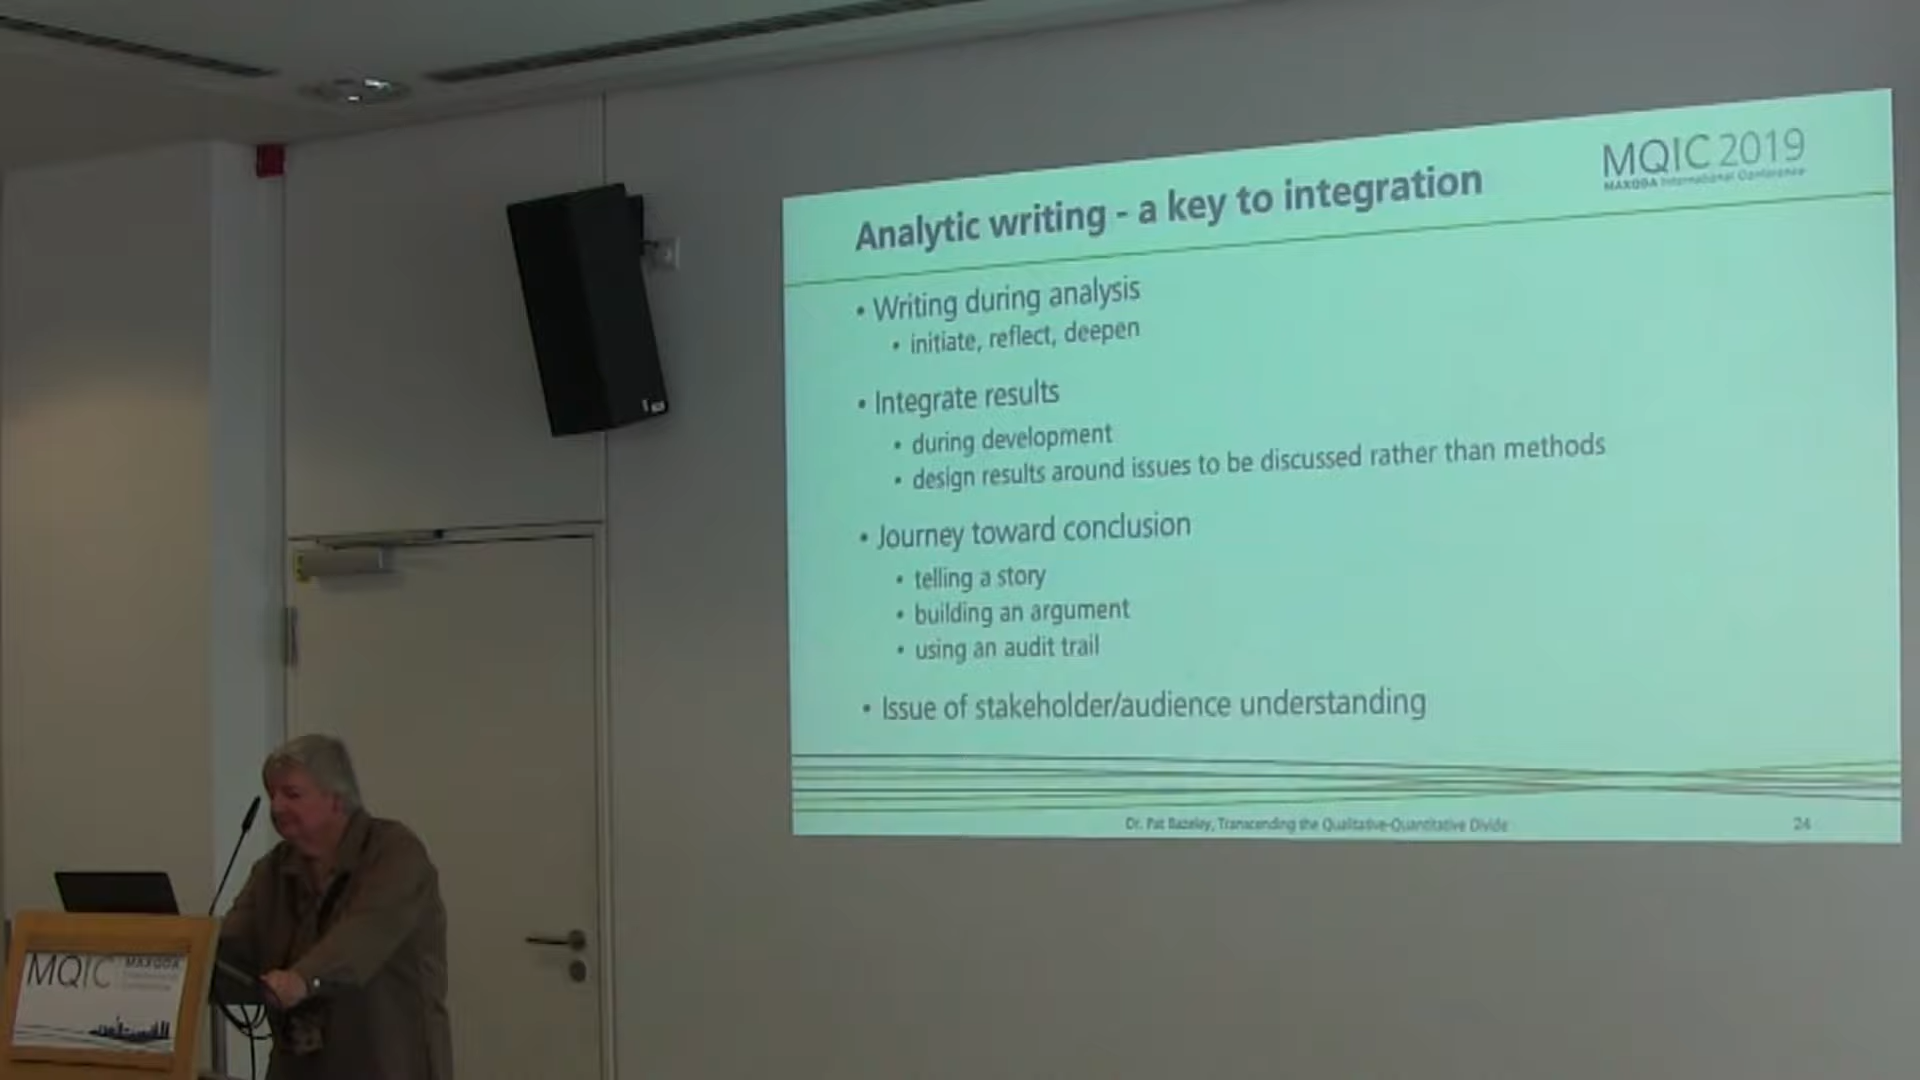 MQIC 2019
MAXQDA International Conference
Analytic writing - a key to integration
• Writing during analysis
• initiate, reflect, deepen
• Integrate results
• during development
• design results around issues to be discussed rather than methods
• Journey toward conclusion
• telling a story
• building an argument
• using an audit trail
• Issue of stakeholder/audience understanding
Dr. Pat Bazeley, Transcending the Qualitative-Quantitative Divide
24
MQIC
MAXQDA